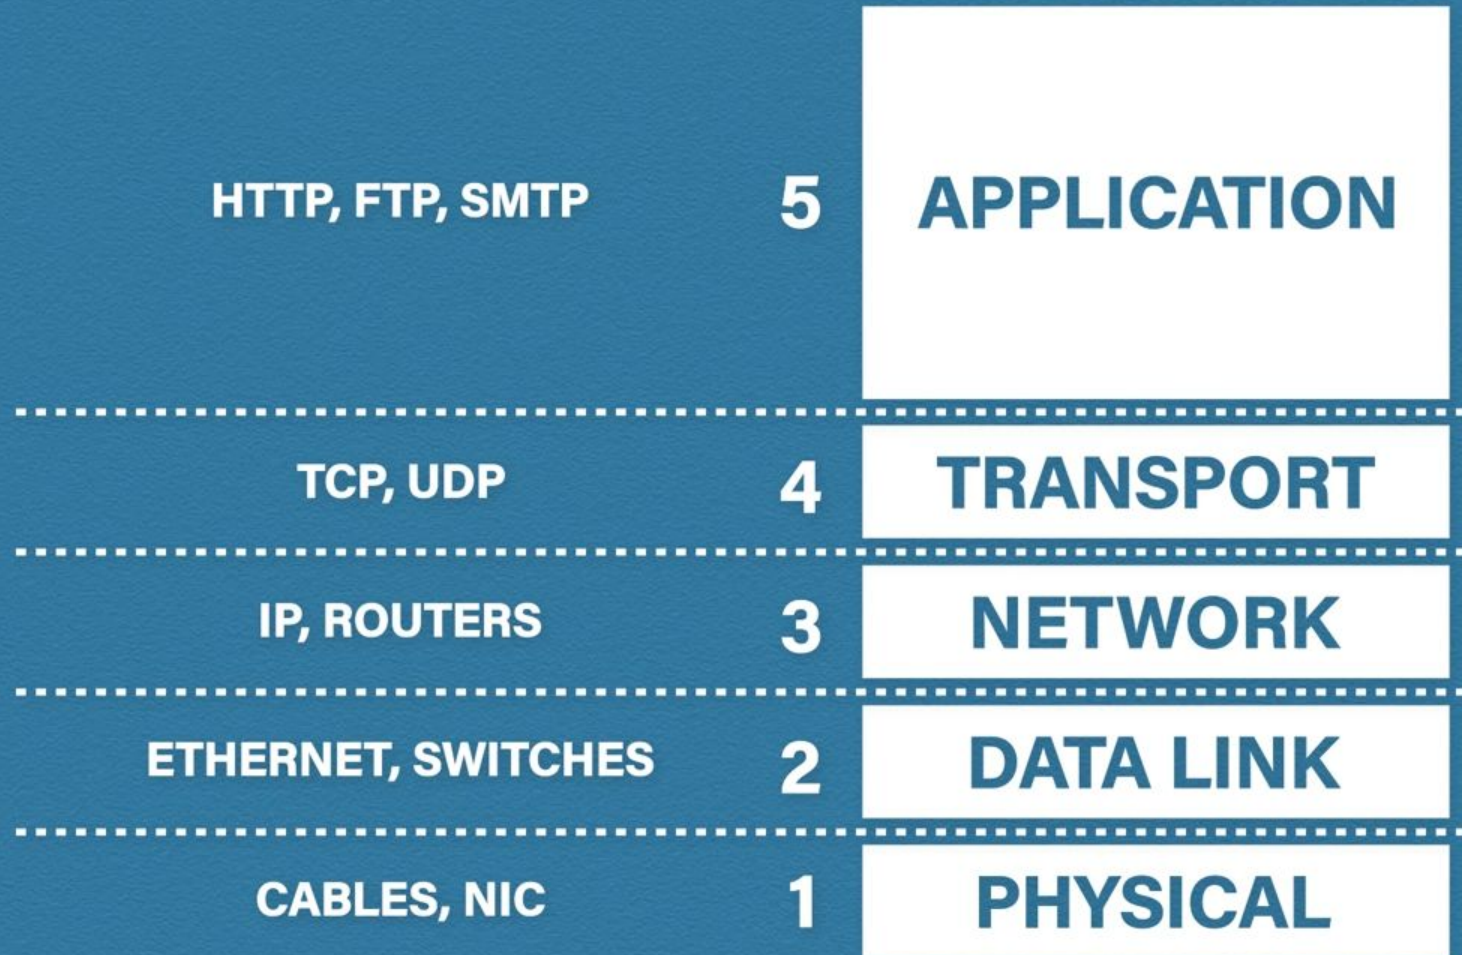 HTTP, FTP, SMTP 5 APPLICATION
TCP, UDP 4 TRANSPORT
IP, ROUTERS 3 NETWORK
ETHERNET, SWITCHES 2 DATA LINK
CABLES, NIC 1 PHYSICAL